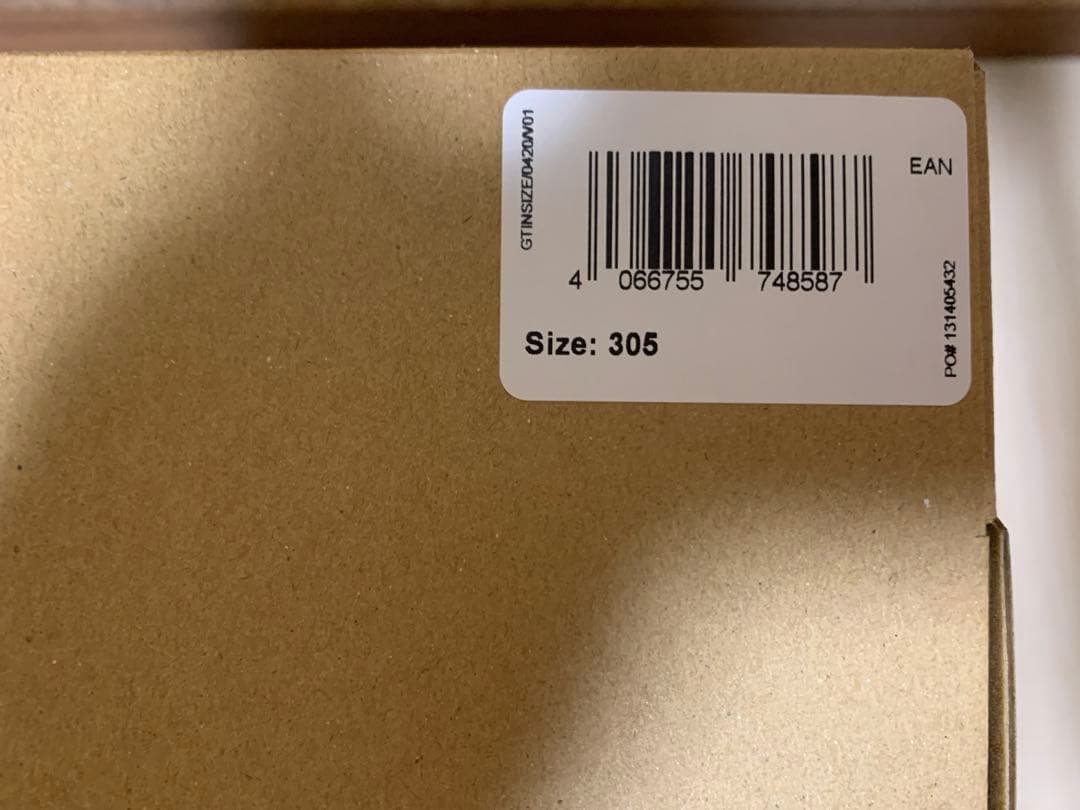 GTINSIZE/0420/V01
EAN
4 066755 748587
Size: 305
PO# 131405432